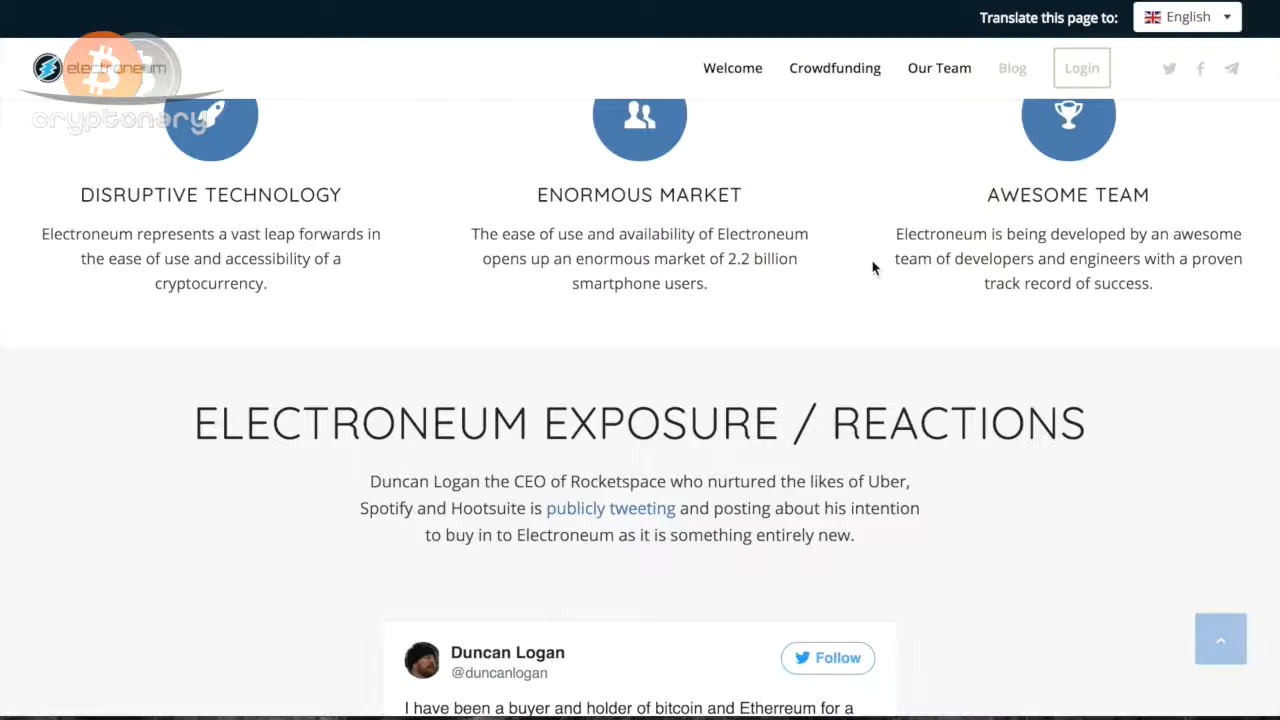 Translate this page to:
English
electroneum
cryptonary
Welcome
Crowdfunding
Our Team
Blog
Login
DISRUPTIVE TECHNOLOGY
Electroneum represents a vast leap forwards in
the ease of use and accessibility of a
cryptocurrency.
ENORMOUS MARKET
The ease of use and availability of Electroneum
opens up an enormous market of 2.2 billion
smartphone users.
AWESOME TEAM
Electroneum is being developed by an awesome
team of developers and engineers with a proven
track record of success.
ELECTRONEUM EXPOSURE / REACTIONS
Duncan Logan the CEO of Rocketspace who nurtured the likes of Uber,
Spotify and Hootsuite is publicly tweeting and posting about his intention
to buy in to Electroneum as it is something entirely new.
Duncan Logan
@duncanlogan
Follow
I have been a buyer and holder of bitcoin and Etherreum for a